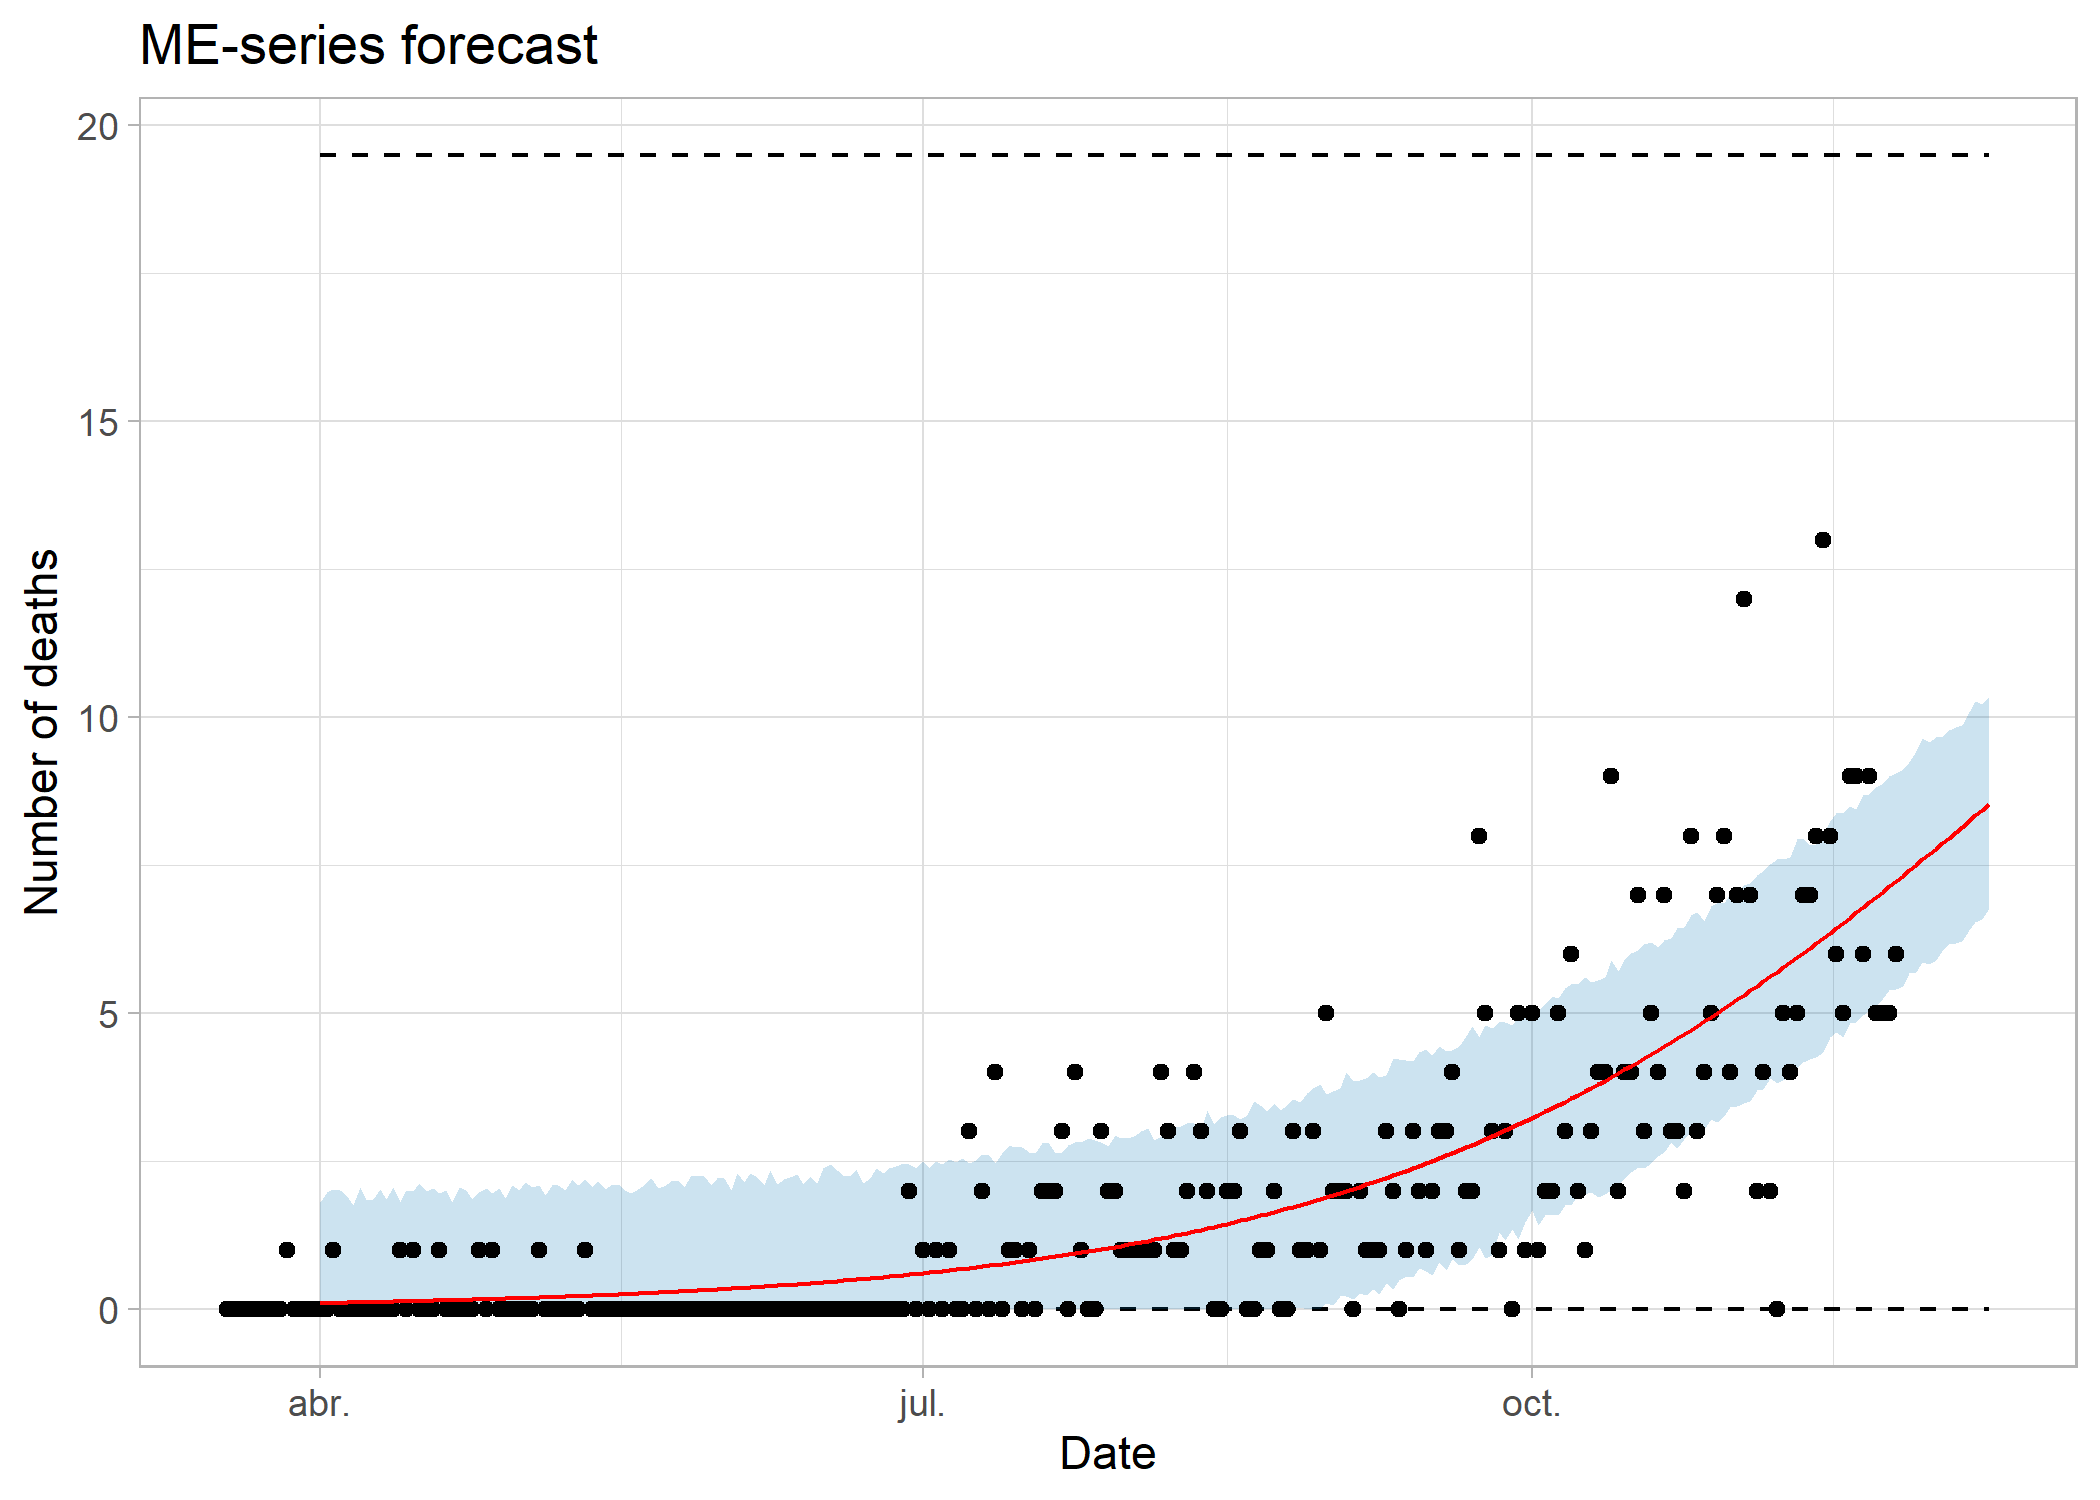 ME-series forecast
20
15
10
5
0
Number of deaths
abr.
jul.
oct.
Date